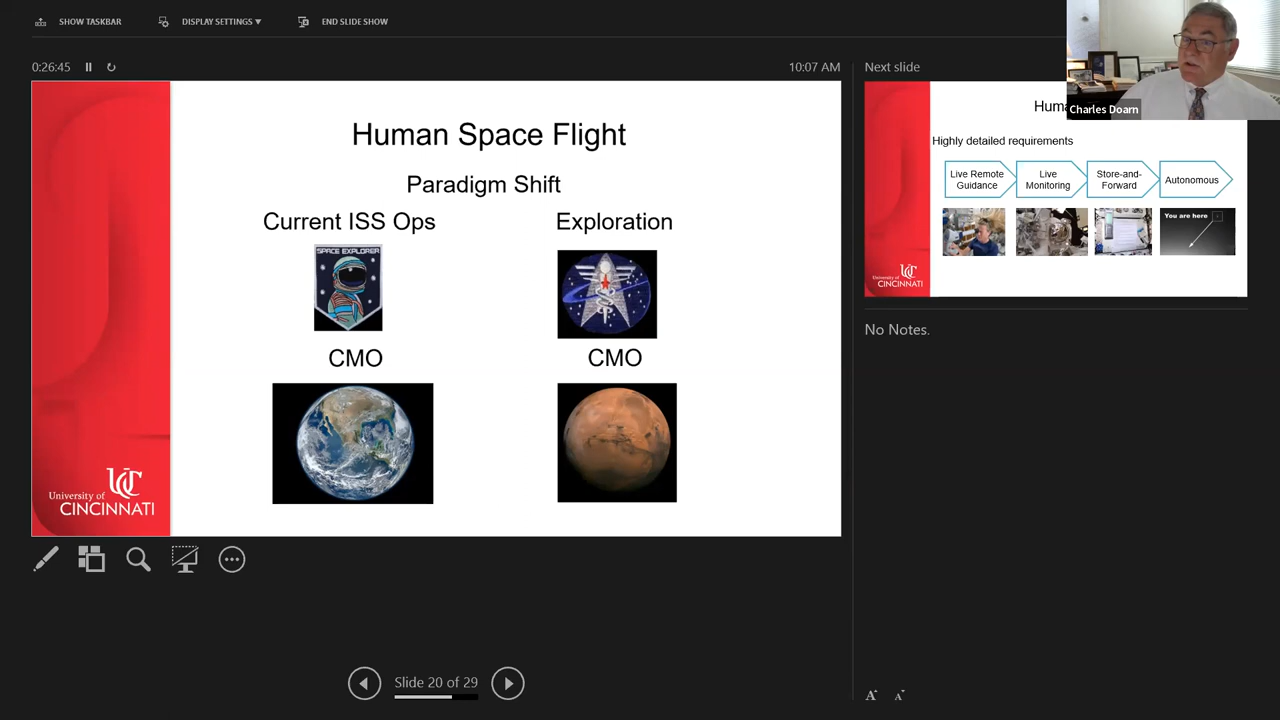 SHOW TASKBAR
DISPLAY SETTINGS ▼
END SLIDE SHOW
0:26:45
10:07 AM
Human Space Flight
Paradigm Shift
Current ISS Ops
Exploration
SPACE EXPLORER
CMO
CMO
UC
University of
CINCINNATI
Slide 20 of 29
Next slide
Charles Doarn
Hum
Highly detailed requirements
Live Remote
Guidance
Live
Monitoring
Store-and-
Forward
Autonomous
You are here
UC
University of
CINCINNATI
No Notes.
A
A